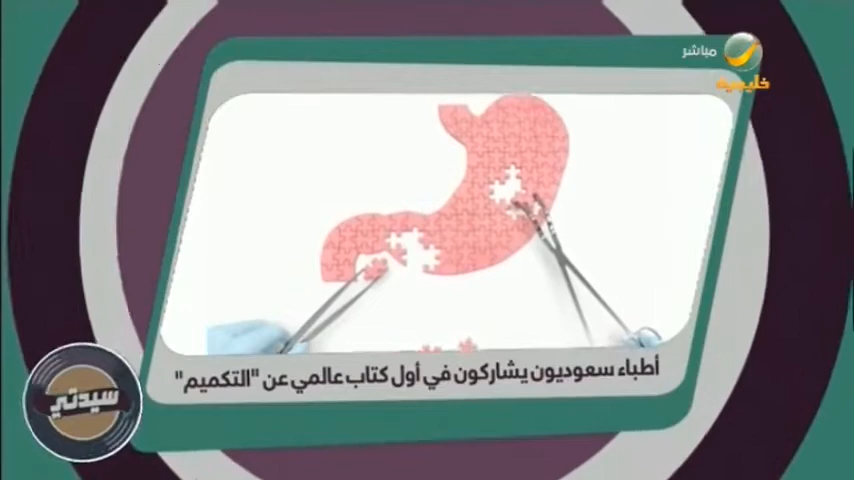 مباشر
خليجية
أطباء سعوديون يشاركون في أول كتاب عالمي عن "التكميم"
سيدتي